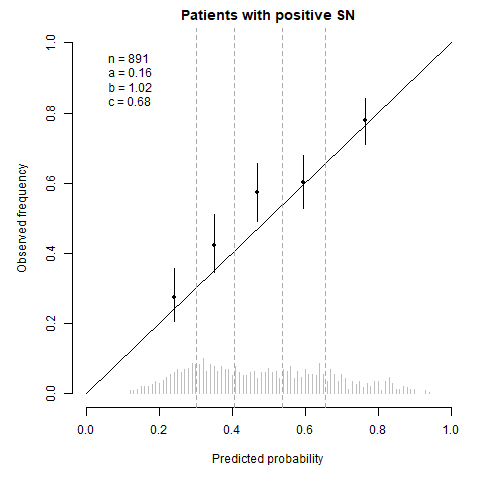 Patients with positive SN
n = 891
a = 0.16
b = 1.02
c = 0.68
Observed frequency
1.0
0.8
0.6
0.4
0.2
0.0
0.0 0.2 0.4 0.6 0.8 1.0
Predicted probability